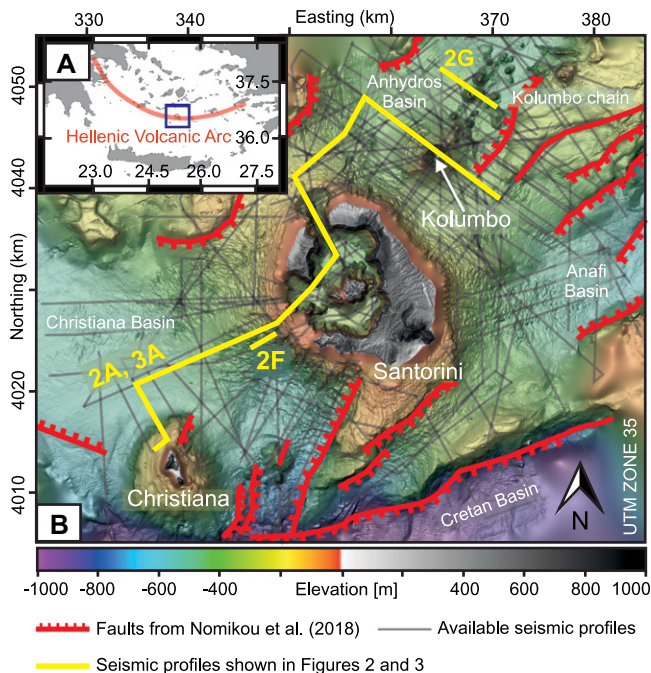 Easting (km)
330 340 370 385
Northing (km)
4050
4040
4020
4010
A
37.5
Hellenic Volcanic Arc 36.0
23.0 24.5 26.0 27.5
2G
Anhydros
Basin
Kolumbo chain
Kolumbo
Anafi
Basin
Christiana Basin
2A, 3A
2F
Santorini
Christiana
Cretan Basin
UTM ZONE 35
N
B
-1000 -800 -600 -400 400 600 800 1000
Elevation [m]
Faults from Nomikou et al. (2018) Available seismic profiles
Seismic profiles shown in Figures 2 and 3